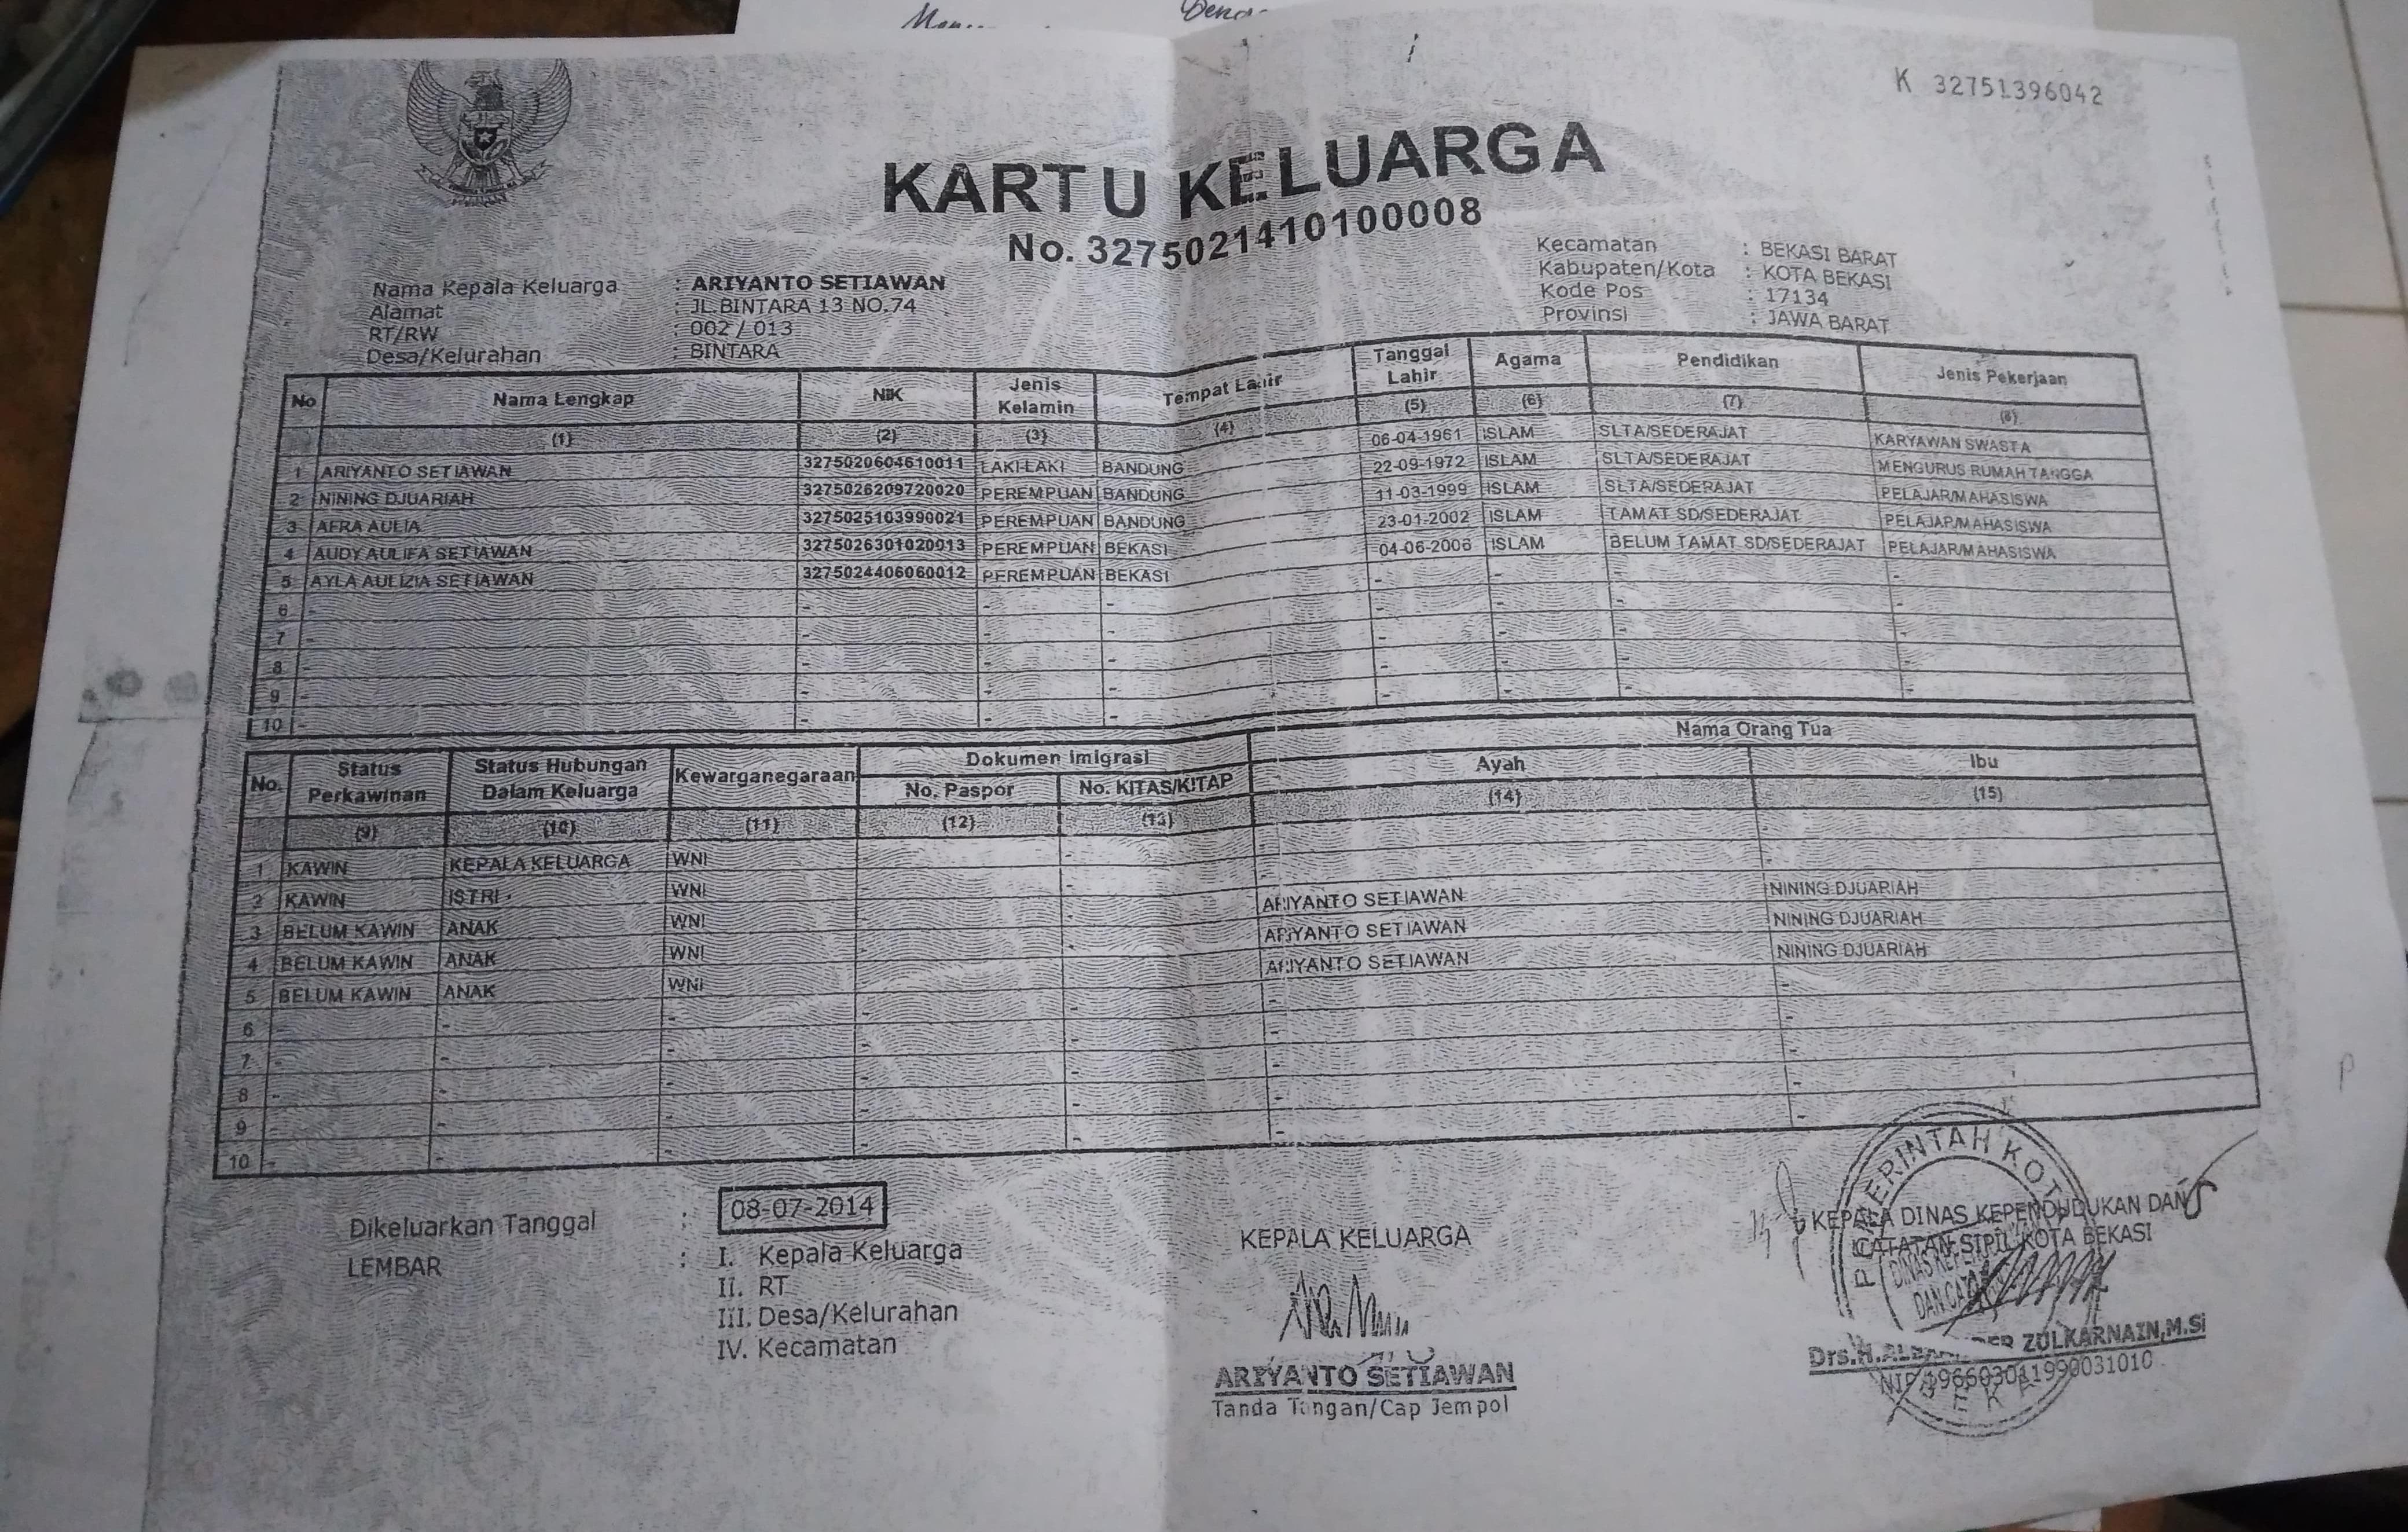 K 32751396042
KARTU KELUARGA
No. 3275021410100008
Nama Kepala Keluarga : ARIYANTO SETIAWAN
Alamat : JL.BINTARA 13 NO.74
RT/RW : 002 / 013
Desa/Kelurahan : BINTARA
Kecamatan : BEKASI BARAT
Kabupaten/Kota : KOTA BEKASI
Kode Pos : 17134
Provinsi : JAWA BARAT
No Nama Lengkap NIK Jenis Kelamin Tempat Lahir Tanggal Lahir Agama Pendidikan Jenis Pekerjaan
(1) (2) (3) (4) (5) (6) (7) (8)
1 ARIYANTO SETIAWAN 3275020604610011 LAKI-LAKI BANDUNG 06-04-1961 ISLAM SLTA/SEDERAJAT KARYAWAN SWASTA
2 NINING DJUARIAH 3275026209720020 PEREMPUAN BANDUNG 22-09-1972 ISLAM SLTA/SEDERAJAT MENGURUS RUMAH TANGGA
3 AFRA AULIA 3275025103990021 PEREMPUAN BANDUNG 11-03-1999 ISLAM SLTA/SEDERAJAT PELAJAR/MAHASISWA
4 AUDY AULIFA SETIAWAN 3275026301020013 PEREMPUAN BEKASI 23-01-2002 ISLAM TAMAT SD/SEDERAJAT PELAJAR/MAHASISWA
5 AYLA AULIZIA SETIAWAN 3275024406060012 PEREMPUAN BEKASI 04-06-2006 ISLAM BELUM TAMAT SD/SEDERAJAT PELAJAR/MAHASISWA
6 - - - - - - - -
7 - - - - - - - -
8 - - - - - - - -
9 - - - - - - - -
10 - - - - - - - -
No. Status Perkawinan Status Hubungan Dalam Keluarga Kewarganegaraan Dokumen Imigrasi Nama Orang Tua
No. Paspor No. KITAS/KITAP Ayah Ibu
(9) (10) (11) (12) (13) (14) (15)
1 KAWIN KEPALA KELUARGA WNI - - -
2 KAWIN ISTRI WNI - - -
3 BELUM KAWIN ANAK WNI - ARIYANTO SETIAWAN NINING DJUARIAH
4 BELUM KAWIN ANAK WNI - - ARIYANTO SETIAWAN NINING DJUARIAH
5 BELUM KAWIN ANAK WNI - - ARIYANTO SETIAWAN NINING DJUARIAH
6 - - - - - - -
7 - - - - - - -
8 - - - - - - -
9 - - - - - - -
10 - - - - - - -
Dikeluarkan Tanggal : 08-07-2014
LEMBAR : I. Kepala Keluarga
II. RT
III. Desa/Kelurahan
IV. Kecamatan
KEPALA KELUARGA
ARIYANTO SETIAWAN
Tanda Tangan/Cap Jempol
KEPALA DINAS KEPENDUDUKAN DAN
CATATAN SIPIL KOTA BEKASI
Drs.H. ZULKARNAIN,M.Si
NIP.196603011990031010